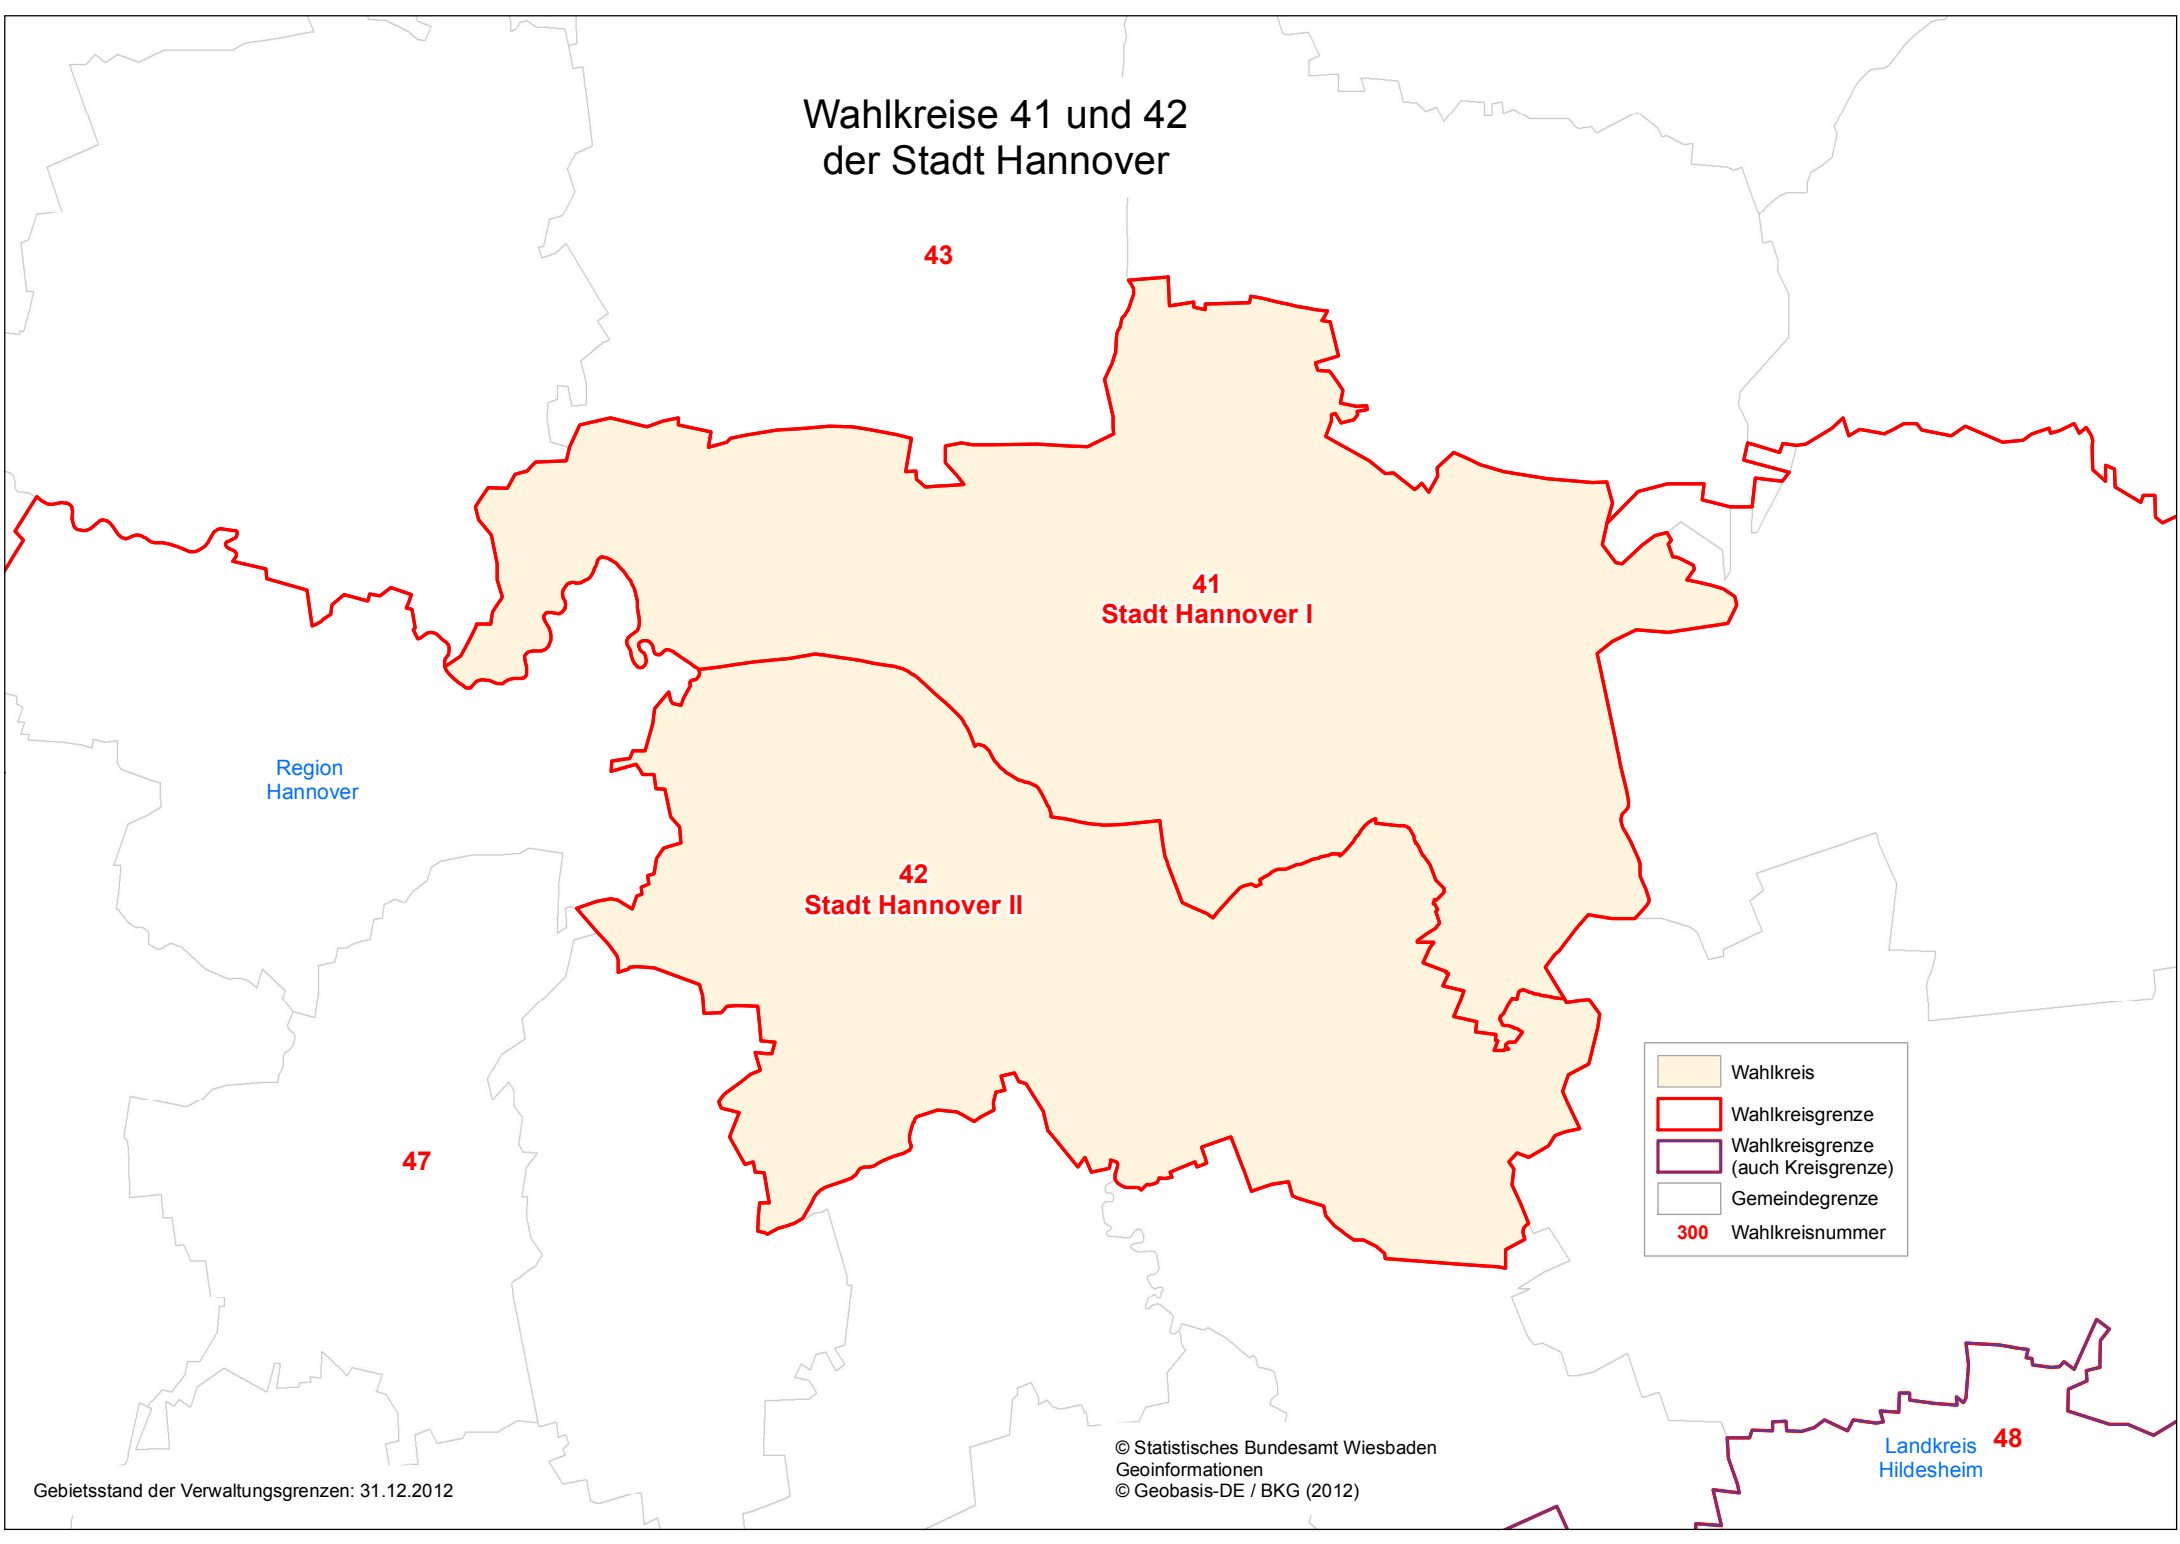 Wahlkreise 41 und 42
der Stadt Hannover
43
41
Stadt Hannover I
Region
Hannover
42
Stadt Hannover II
47
Wahlkreis
Wahlkreisgrenze
Wahlkreisgrenze
(auch Kreisgrenze)
Gemeindegrenze
300 Wahlkreisnummer
48
Landkreis
Hildesheim
© Statistisches Bundesamt Wiesbaden
Geoinformationen
© Geobasis-DE / BKG (2012)
Gebietsstand der Verwaltungsgrenzen: 31.12.2012